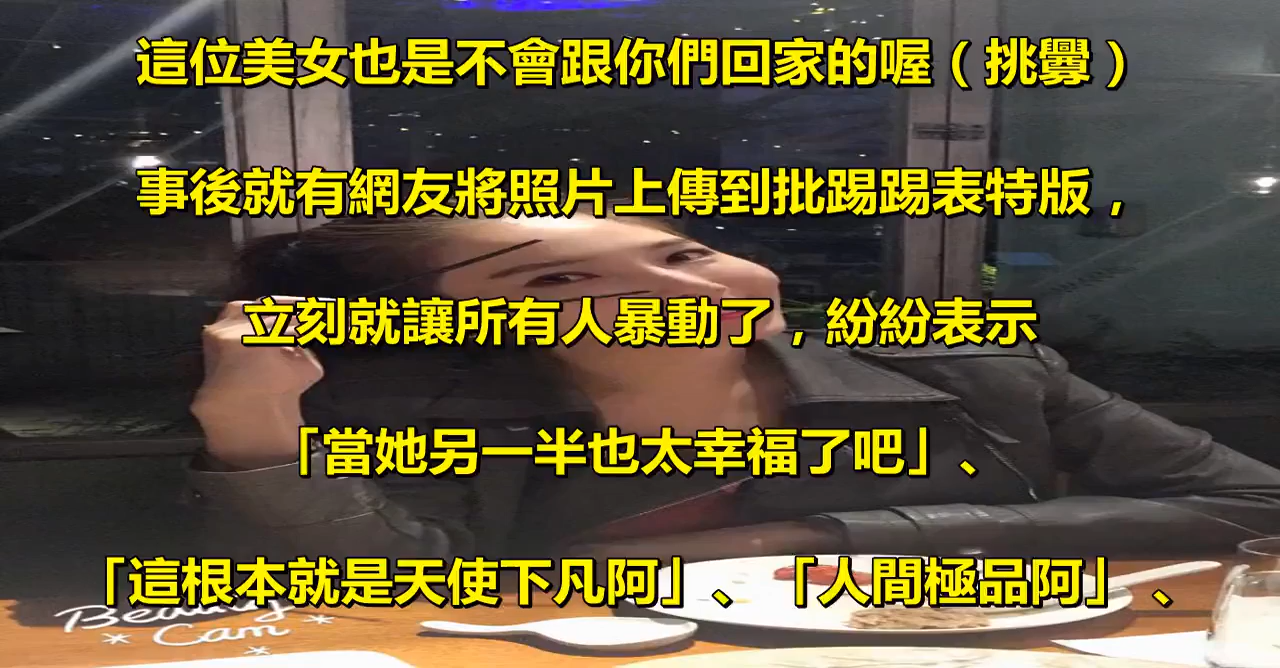 這位美女也是不會跟你們回家的喔（挑釁）
事後就有網友將照片上傳到批踢踢表特版，
立刻就讓所有人暴動了，紛紛表示
「當她另一半也太幸福了吧」、
「這根本就是天使下凡阿」、「人間極品阿」、
Beauty
Cam